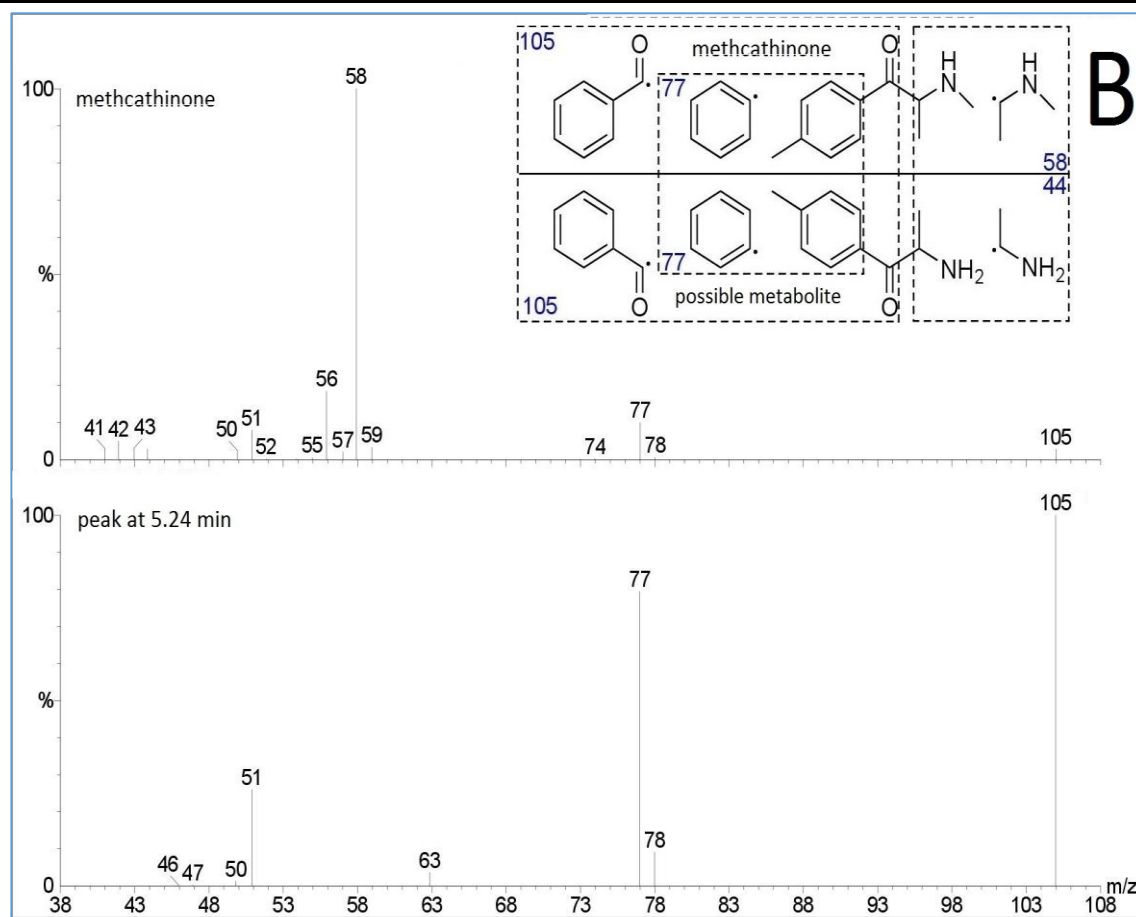 B
105
O
methcathinone
O
H
N
H
N
77
58
44
77
NH2
NH2
105
O
possible metabolite
O
methcathinone
100
%
0
58
56
41 42 43
50 51 52
55 57 59
74 77 78
105
peak at 5.24 min
100
%
0
105
77
51
46 47 50
63
78
38 43 48 53 58 63 68 73 78 83 88 93 98 103 108 m/z